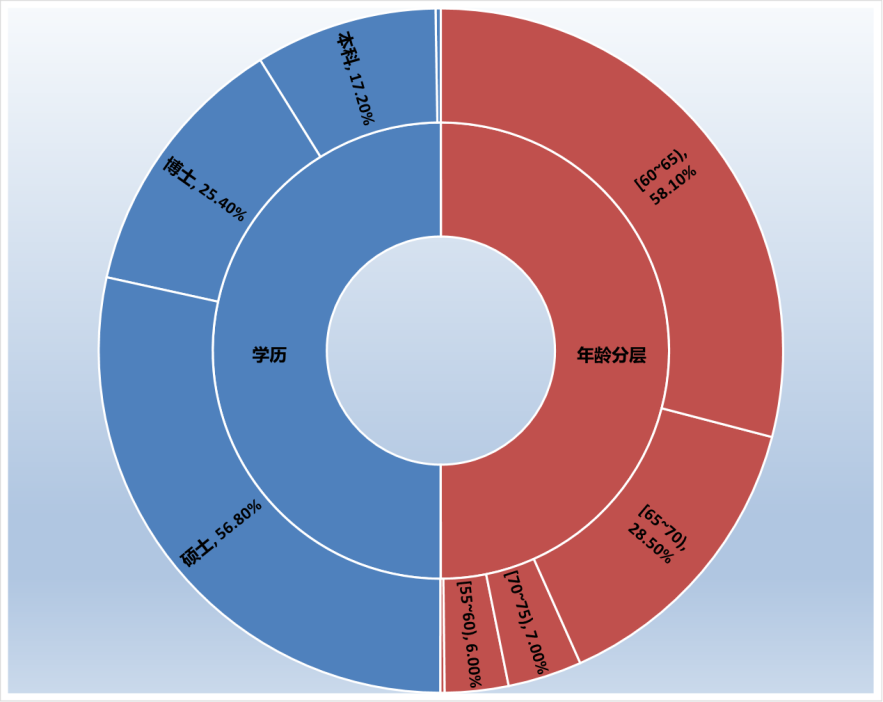 本科, 17.20%
博士, 25.40%
[60~65),
58.10%
学历
年龄分层
硕士, 56.80%
[65~70),
28.50%
[55~60), 6.00%
[70~75), 7.00%